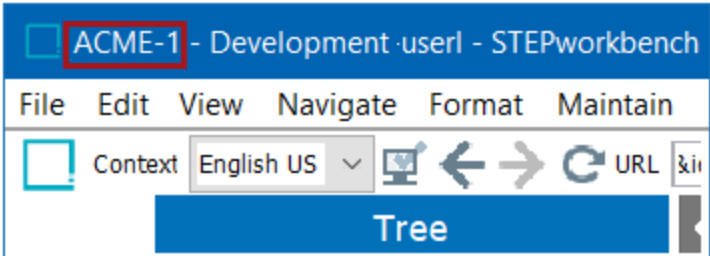 ACME-1 - Development -userl - STEPworkbench
File Edit View Navigate Format Maintain
Context English US URL &i
Tree